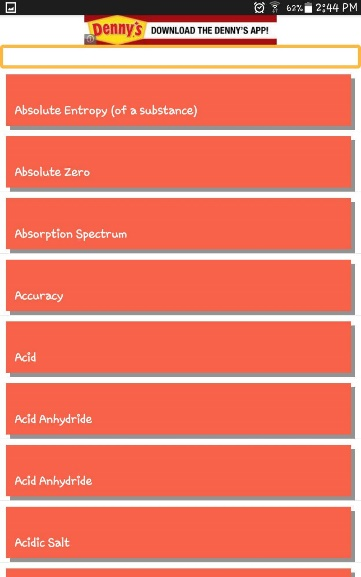 62% 2:44 PM
Denny's DOWNLOAD THE DENNY'S APP!
Absolute Entropy (of a substance)
Absolute Zero
Absorption Spectrum
Accuracy
Acid
Acid Anhydride
Acid Anhydride
Acidic Salt